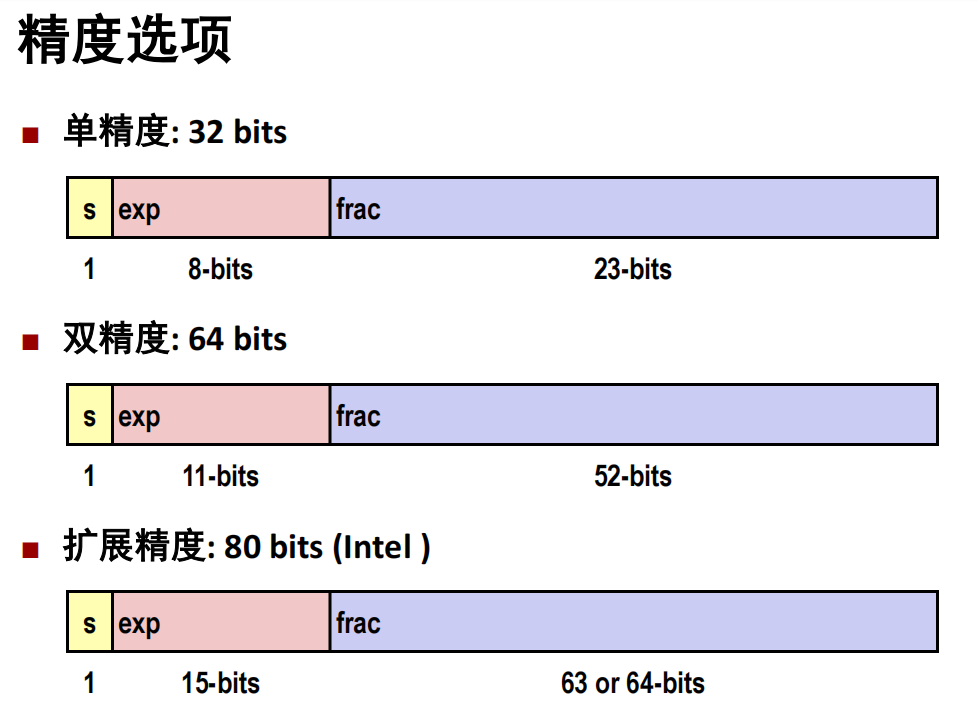 精度选项
单精度: 32 bits
s exp frac
1 8-bits 23-bits
双精度: 64 bits
s exp frac
1 11-bits 52-bits
扩展精度: 80 bits (Intel )
s exp frac
1 15-bits 63 or 64-bits